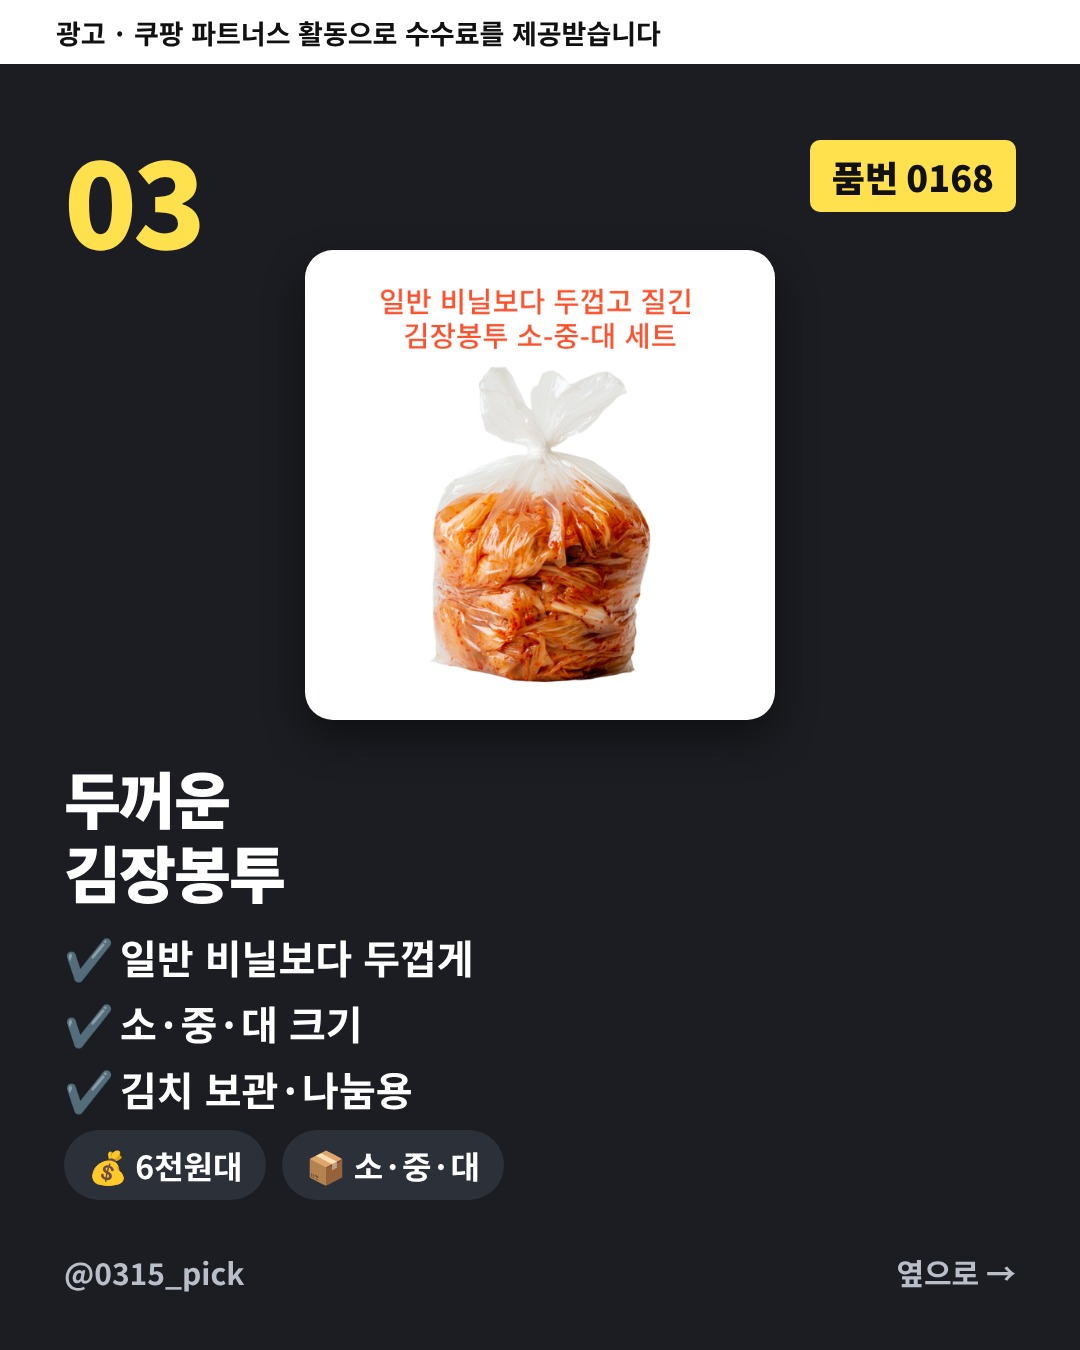 광고 · 쿠팡 파트너스 활동으로 수수료를 제공받습니다
03
품번 0168
일반 비닐보다 두껍고 질긴
김장봉투 소-중-대 세트
두꺼운
김장봉투
✔ 일반 비닐보다 두껍게
✔ 소·중·대 크기
✔ 김치 보관·나눔용
💰 6천원대
📦 소·중·대
@0315_pick
옆으로 →